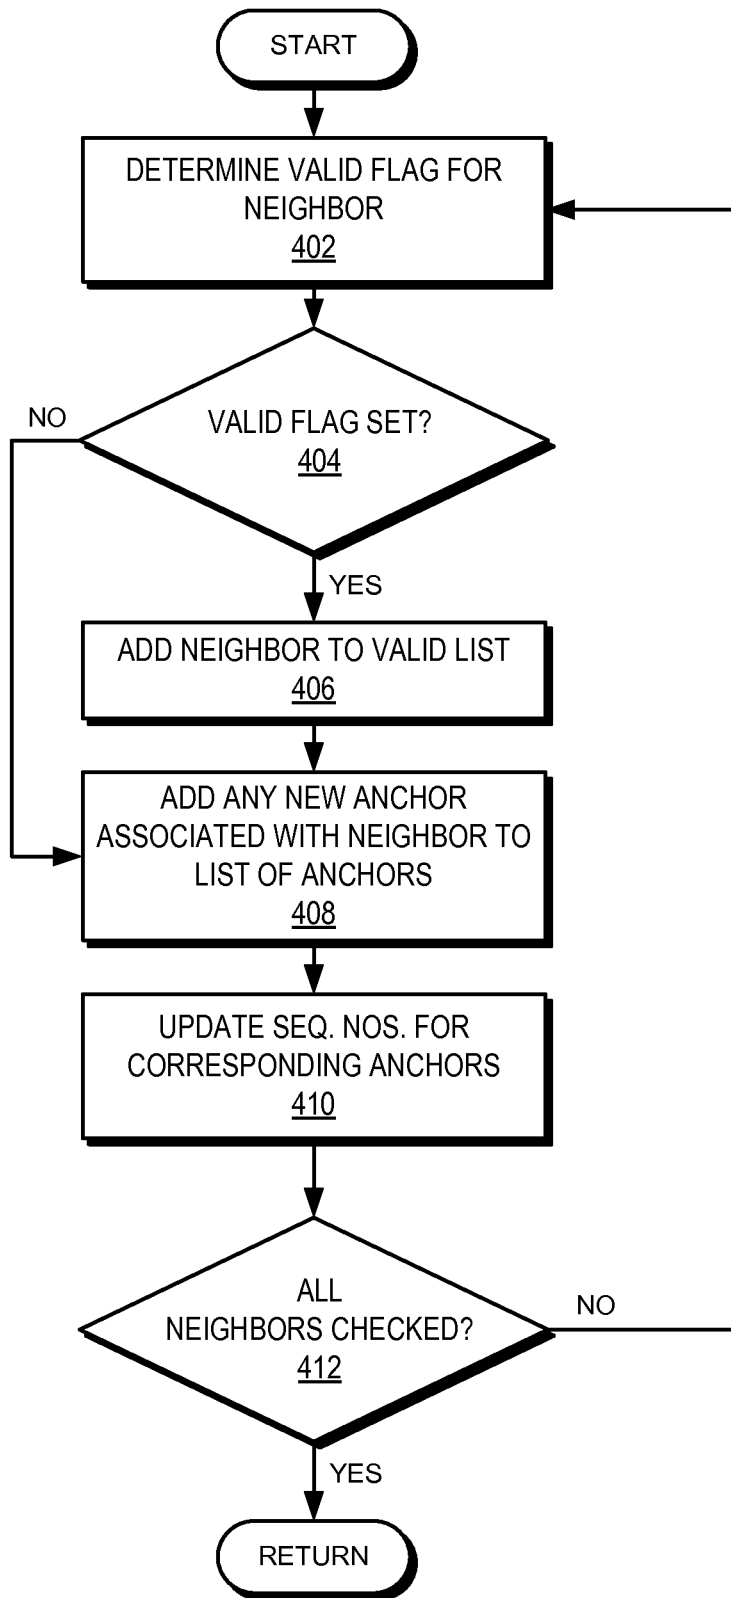 START
DETERMINE VALID FLAG FOR
NEIGHBOR
402
VALID FLAG SET?
404
NO
YES
ADD NEIGHBOR TO VALID LIST
406
ADD ANY NEW ANCHOR
ASSOCIATED WITH NEIGHBOR TO
LIST OF ANCHORS
408
UPDATE SEQ. NOS. FOR
CORRESPONDING ANCHORS
410
ALL
NEIGHBORS CHECKED?
412
NO
YES
RETURN